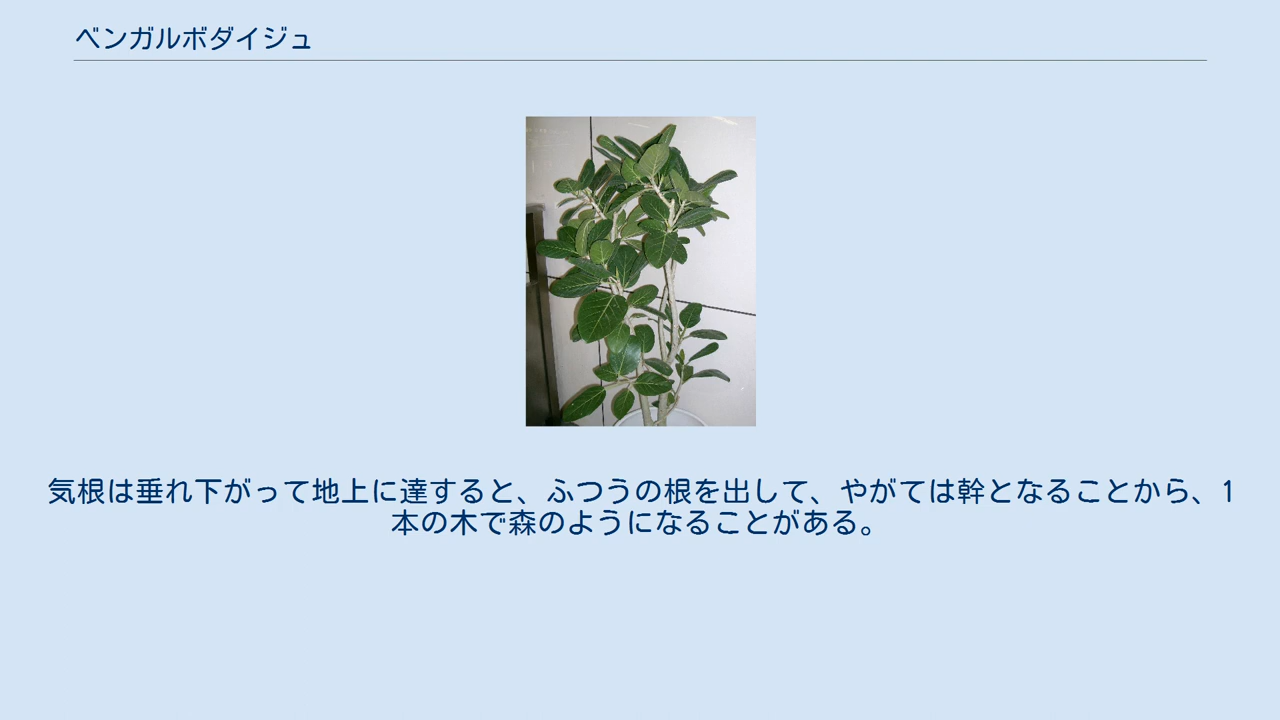 ベンガルボダイジュ
気根は垂れ下がって地上に達すると、ふつうの根を出して、やがては幹となることから、1
本の木で森のようになることがある。